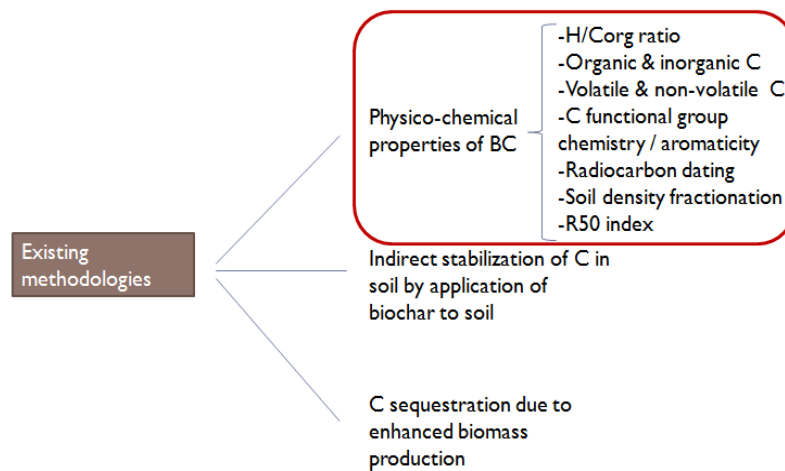 Existing
methodologies
Physico-chemical
properties of BC
-H/Corg ratio
-Organic & inorganic C
-Volatile & non-volatile C
-C functional group
chemistry / aromaticity
-Radiocarbon dating
-Soil density fractionation
-R50 index
Indirect stabilization of C in
soil by application of
biochar to soil
C sequestration due to
enhanced biomass
production